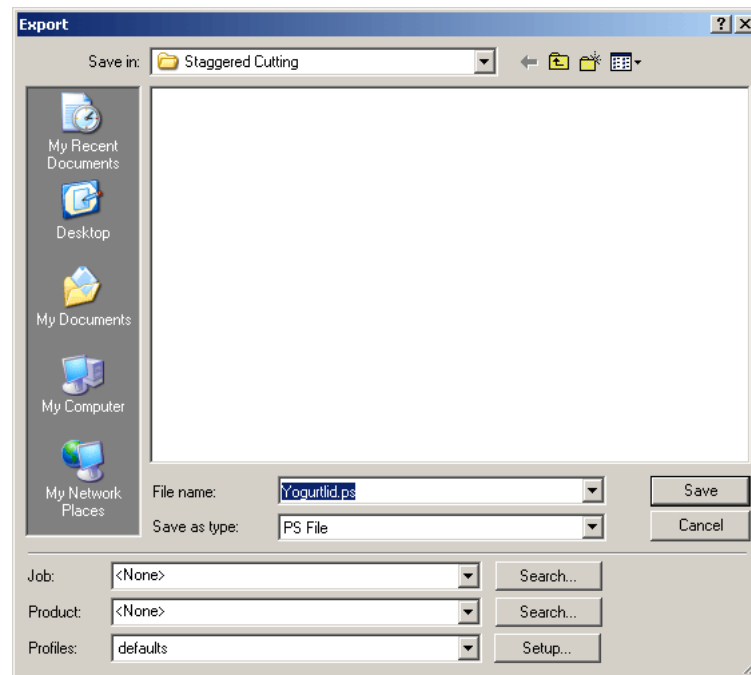 Export
Save in: Staggered Cutting
My Recent
Documents
Desktop
My Documents
My Computer
My Network
Places
File name: Yogurtlid.ps Save
Save as type: PS File Cancel
Job: <None> Search...
Product: <None> Search...
Profiles: defaults Setup...